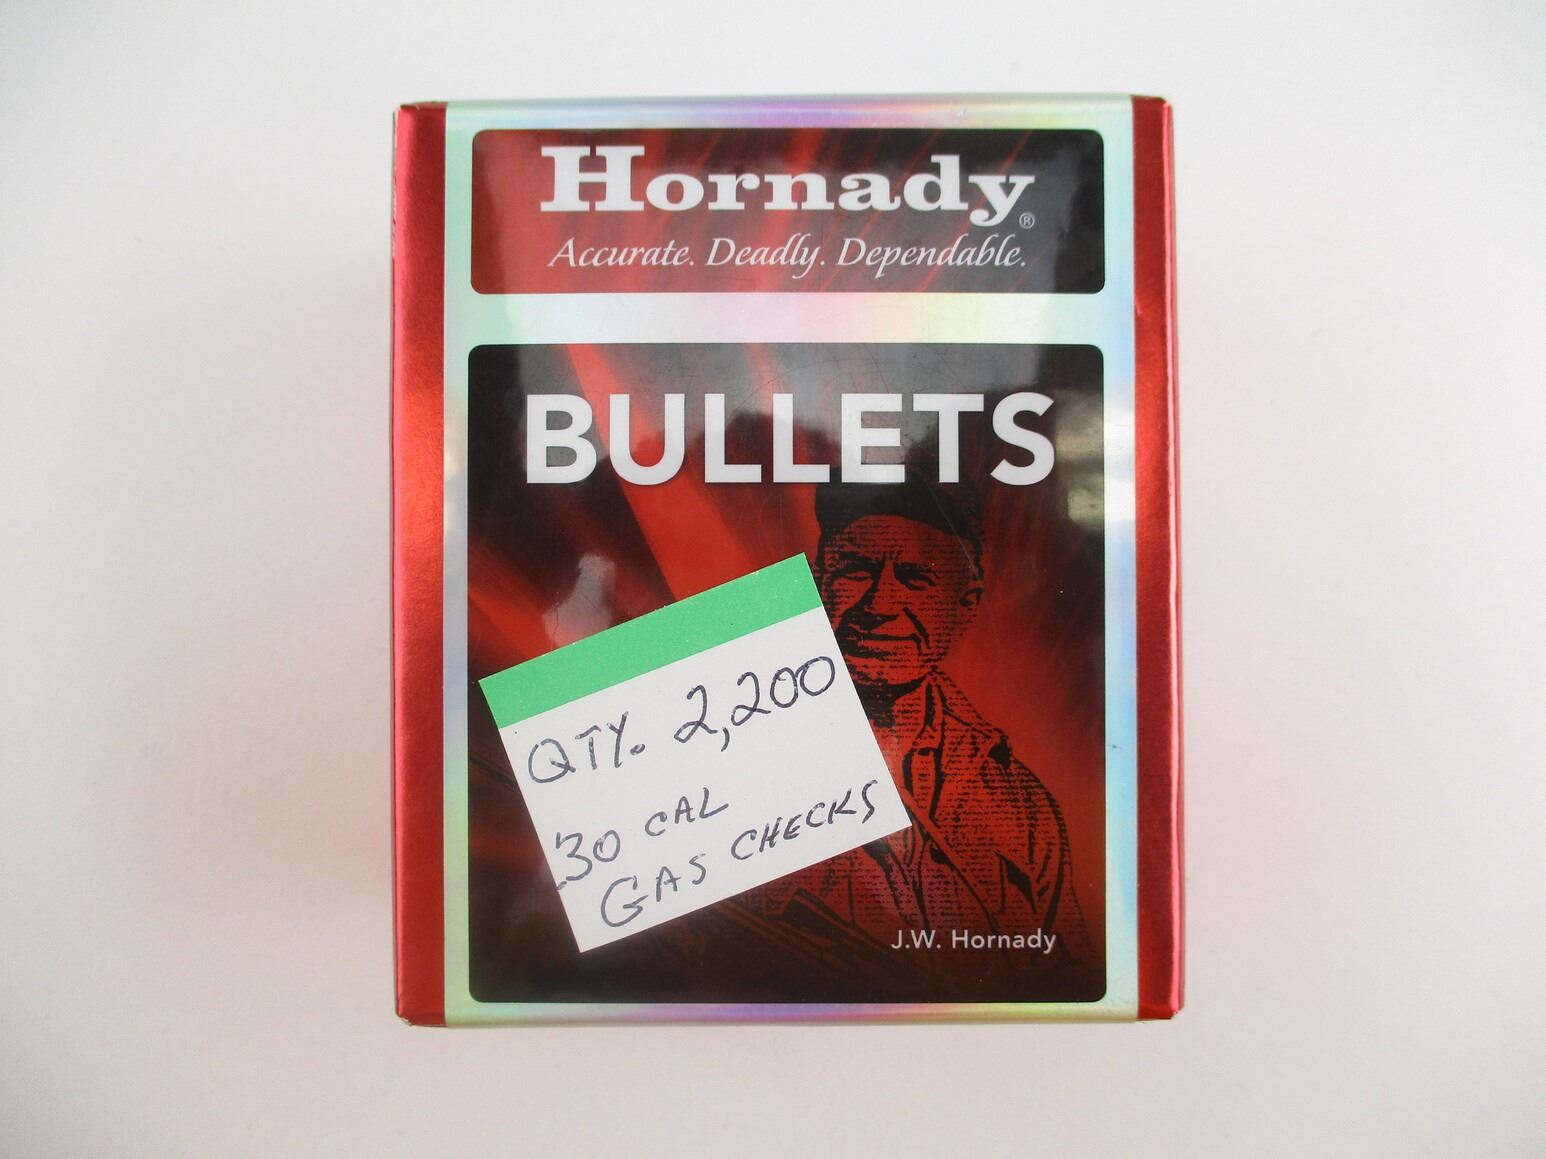 Hornady®
Accurate. Deadly. Dependable.
BULLETS
QTY. 2,200
.30 CAL
GAS CHECKS
J.W. Hornady